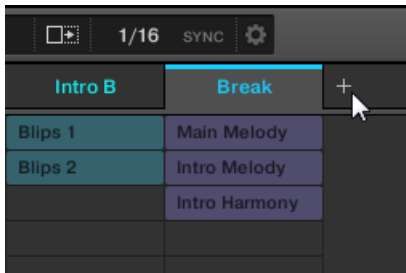 1/16 SYNC
Intro B Break +
Blips 1 Main Melody
Blips 2 Intro Melody
Intro Harmony